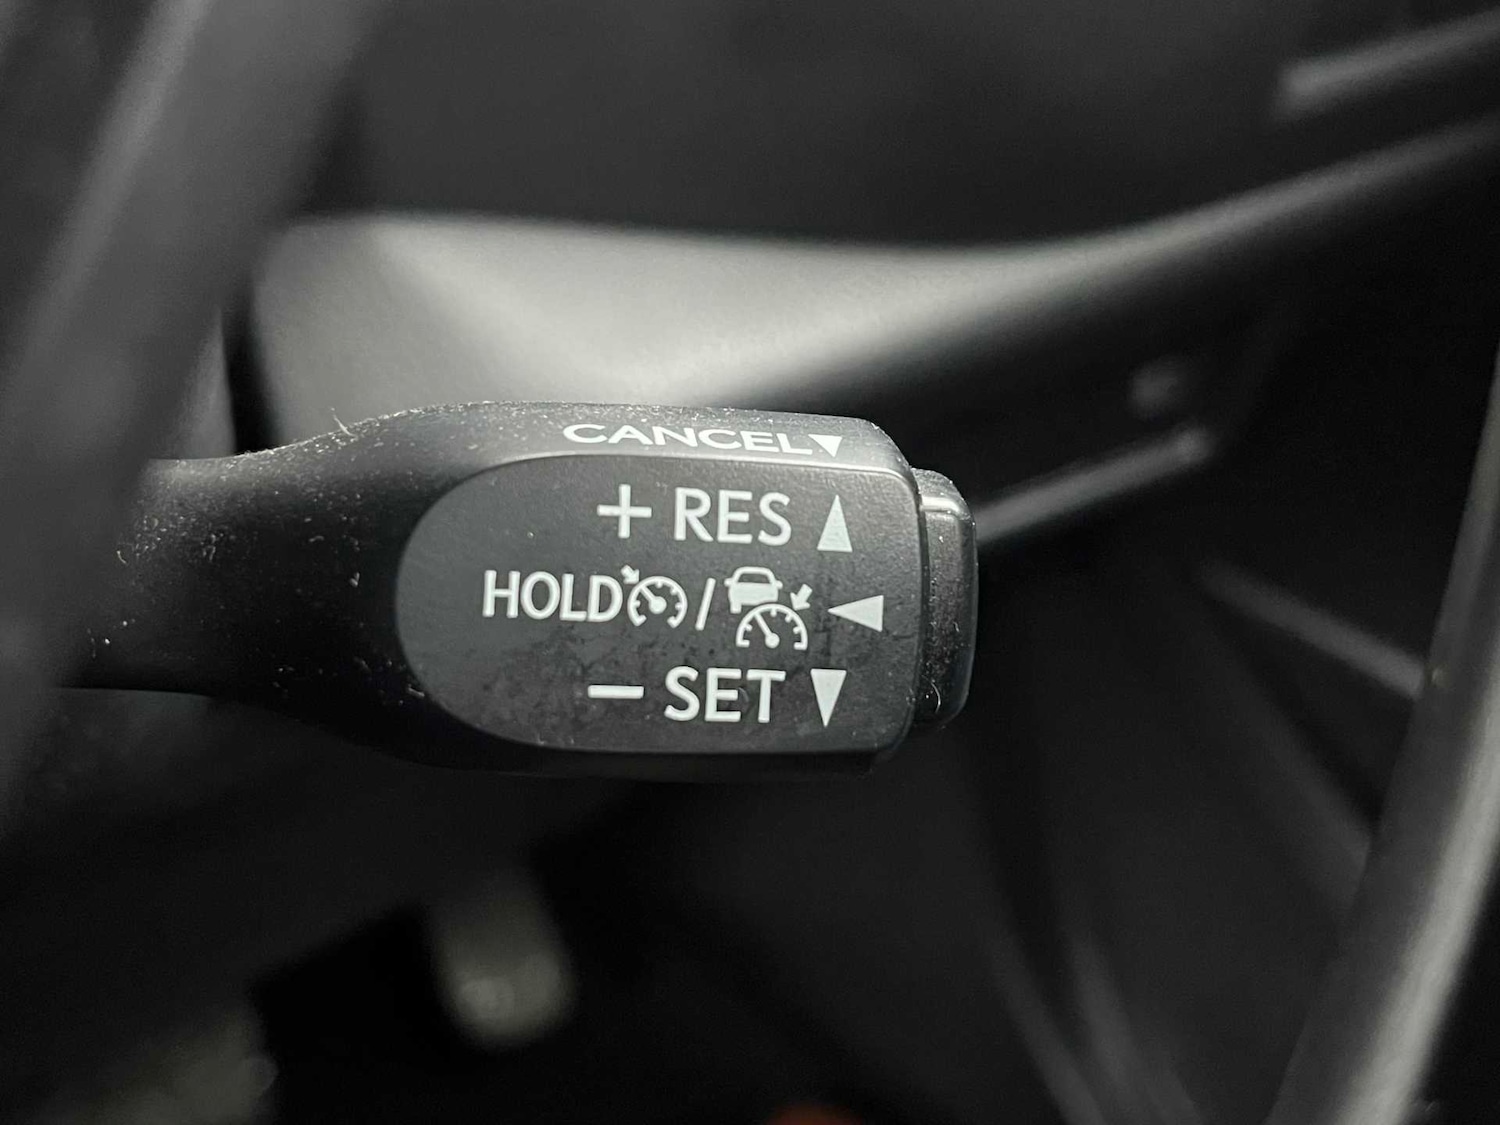 CANCEL
+ RES
HOLD /
− SET